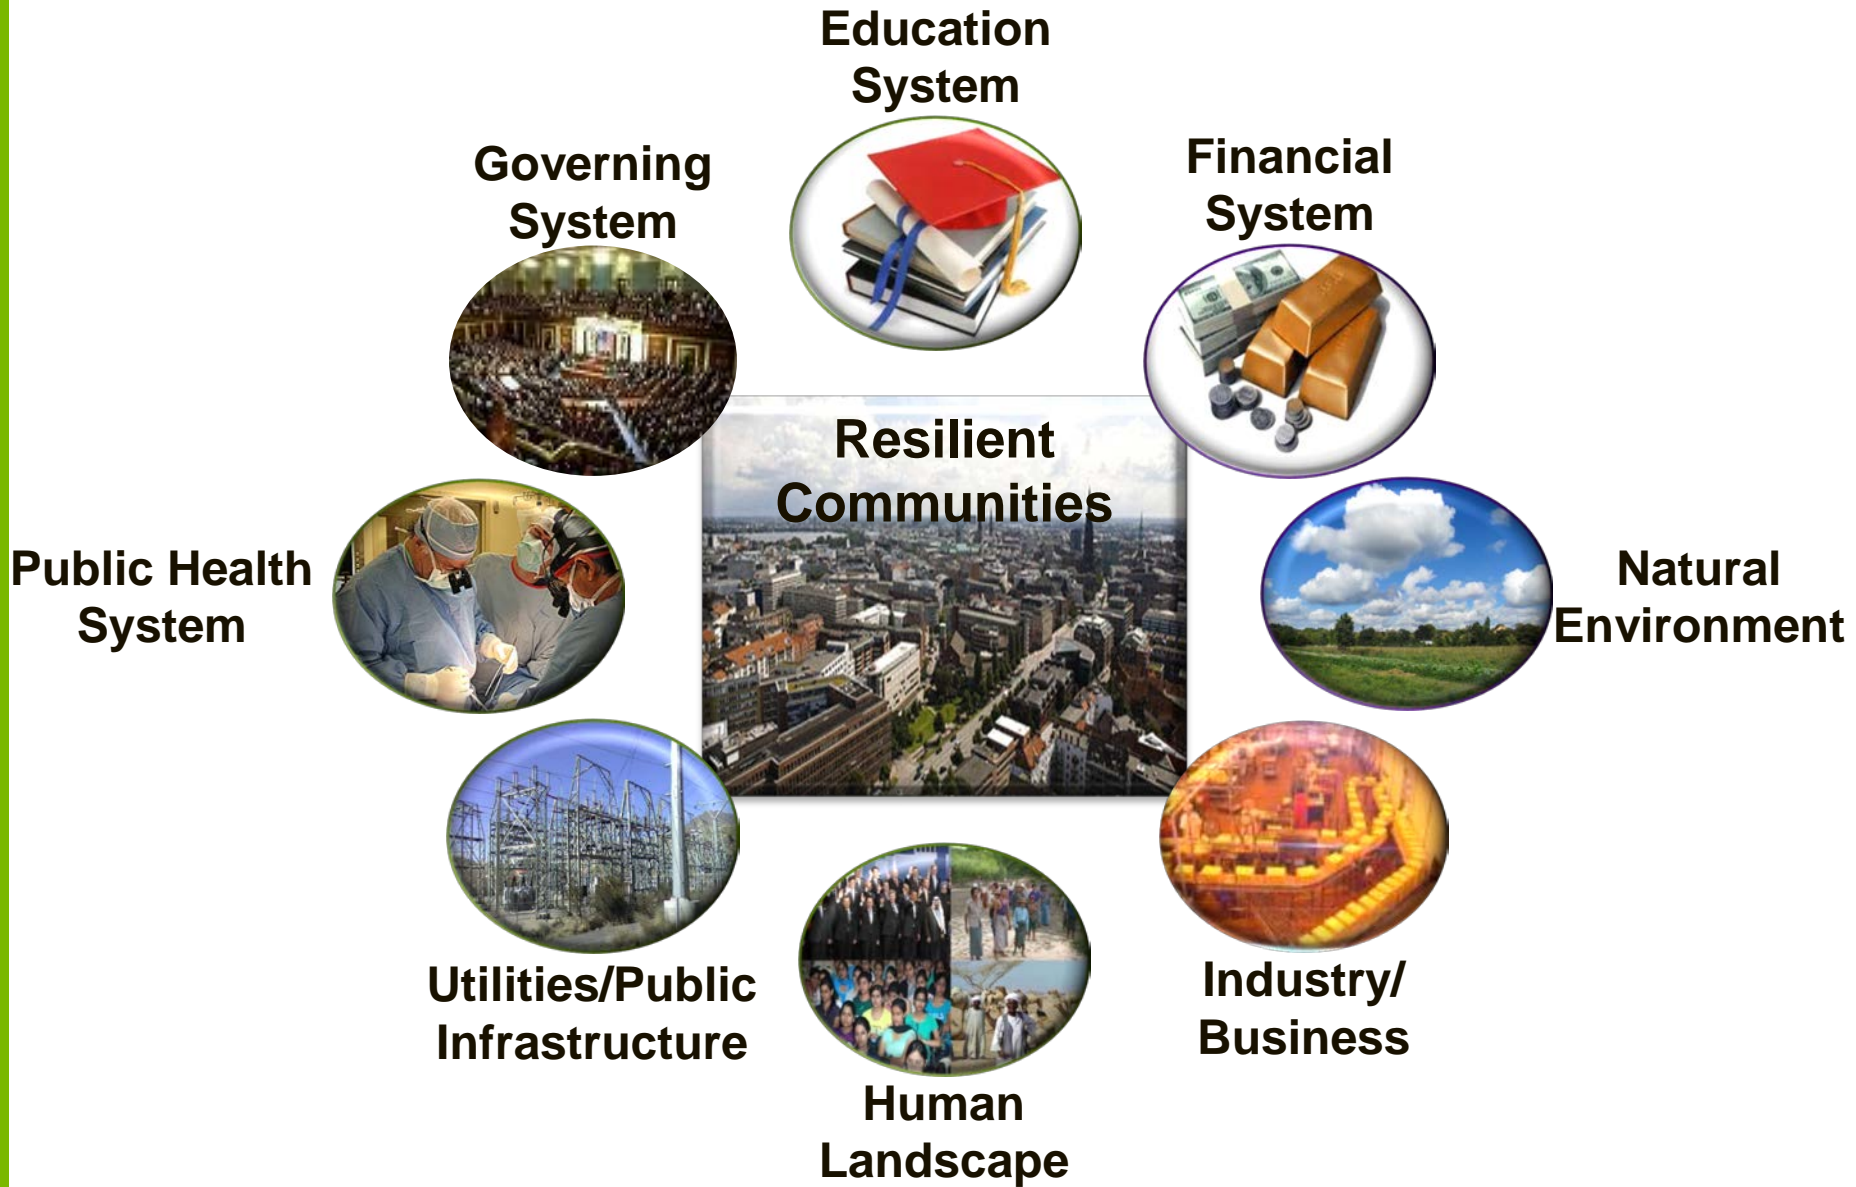 Education
System
Governing
System
Financial
System
Resilient
Communities
Public Health
System
Natural
Environment
Utilities/Public
Infrastructure
Industry/
Business
Human
Landscape